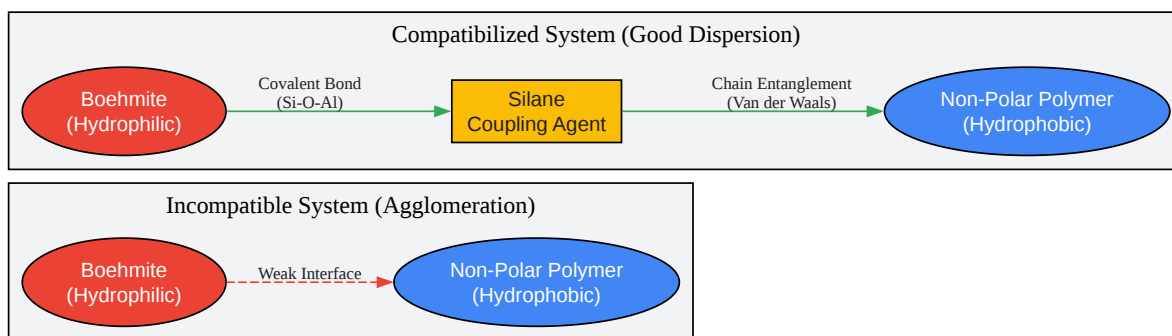 Compatibilized System (Good Dispersion)
Boehmite
(Hydrophilic)
Covalent Bond
(Si-O-Al)
Silane
Coupling Agent
Chain Entanglement
(Van der Waals)
Non-Polar Polymer
(Hydrophobic)
Incompatible System (Agglomeration)
Boehmite
(Hydrophilic)
Weak Interface
Non-Polar Polymer
(Hydrophobic)